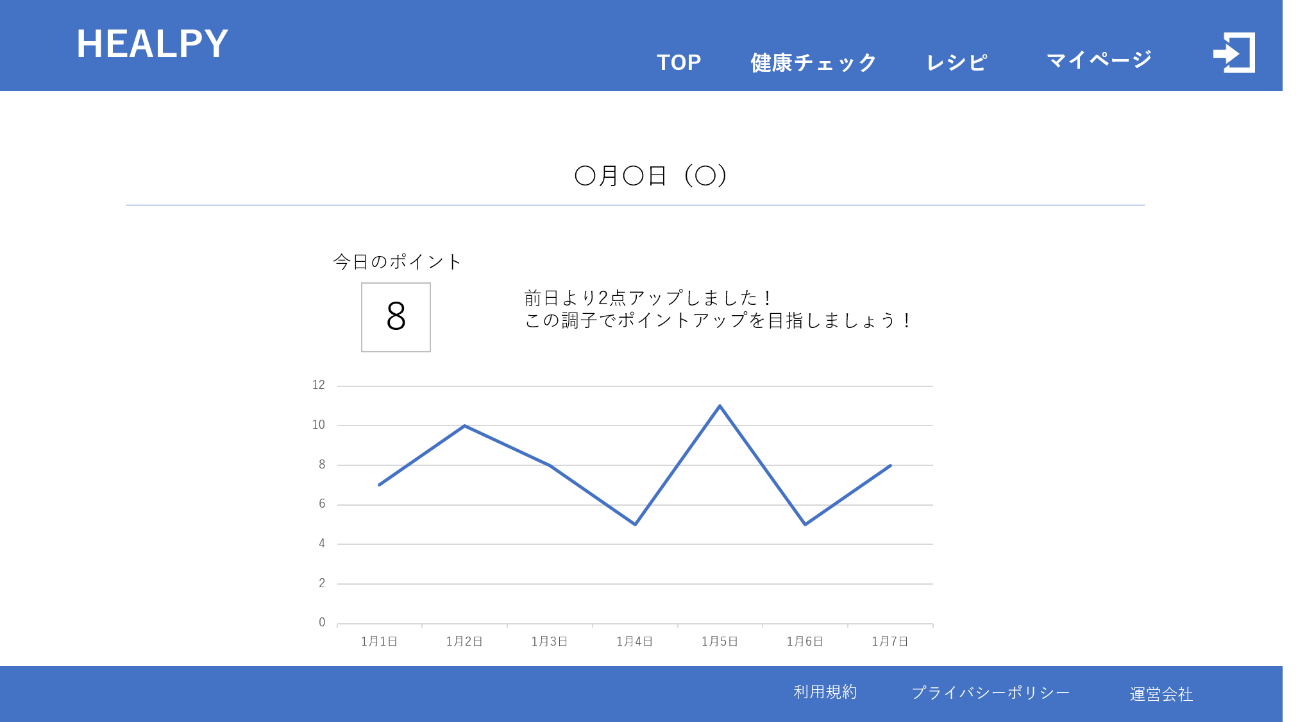 HEALPY
TOP
健康チェック
レシピ
マイページ
〇月〇日（〇）
今日のポイント
8
前日より2点アップしました！
この調子でポイントアップを目指しましょう！
12
10
8
6
4
2
0
1月1日
1月2日
1月3日
1月4日
1月5日
1月6日
1月7日
利用規約
プライバシーポリシー
運営会社